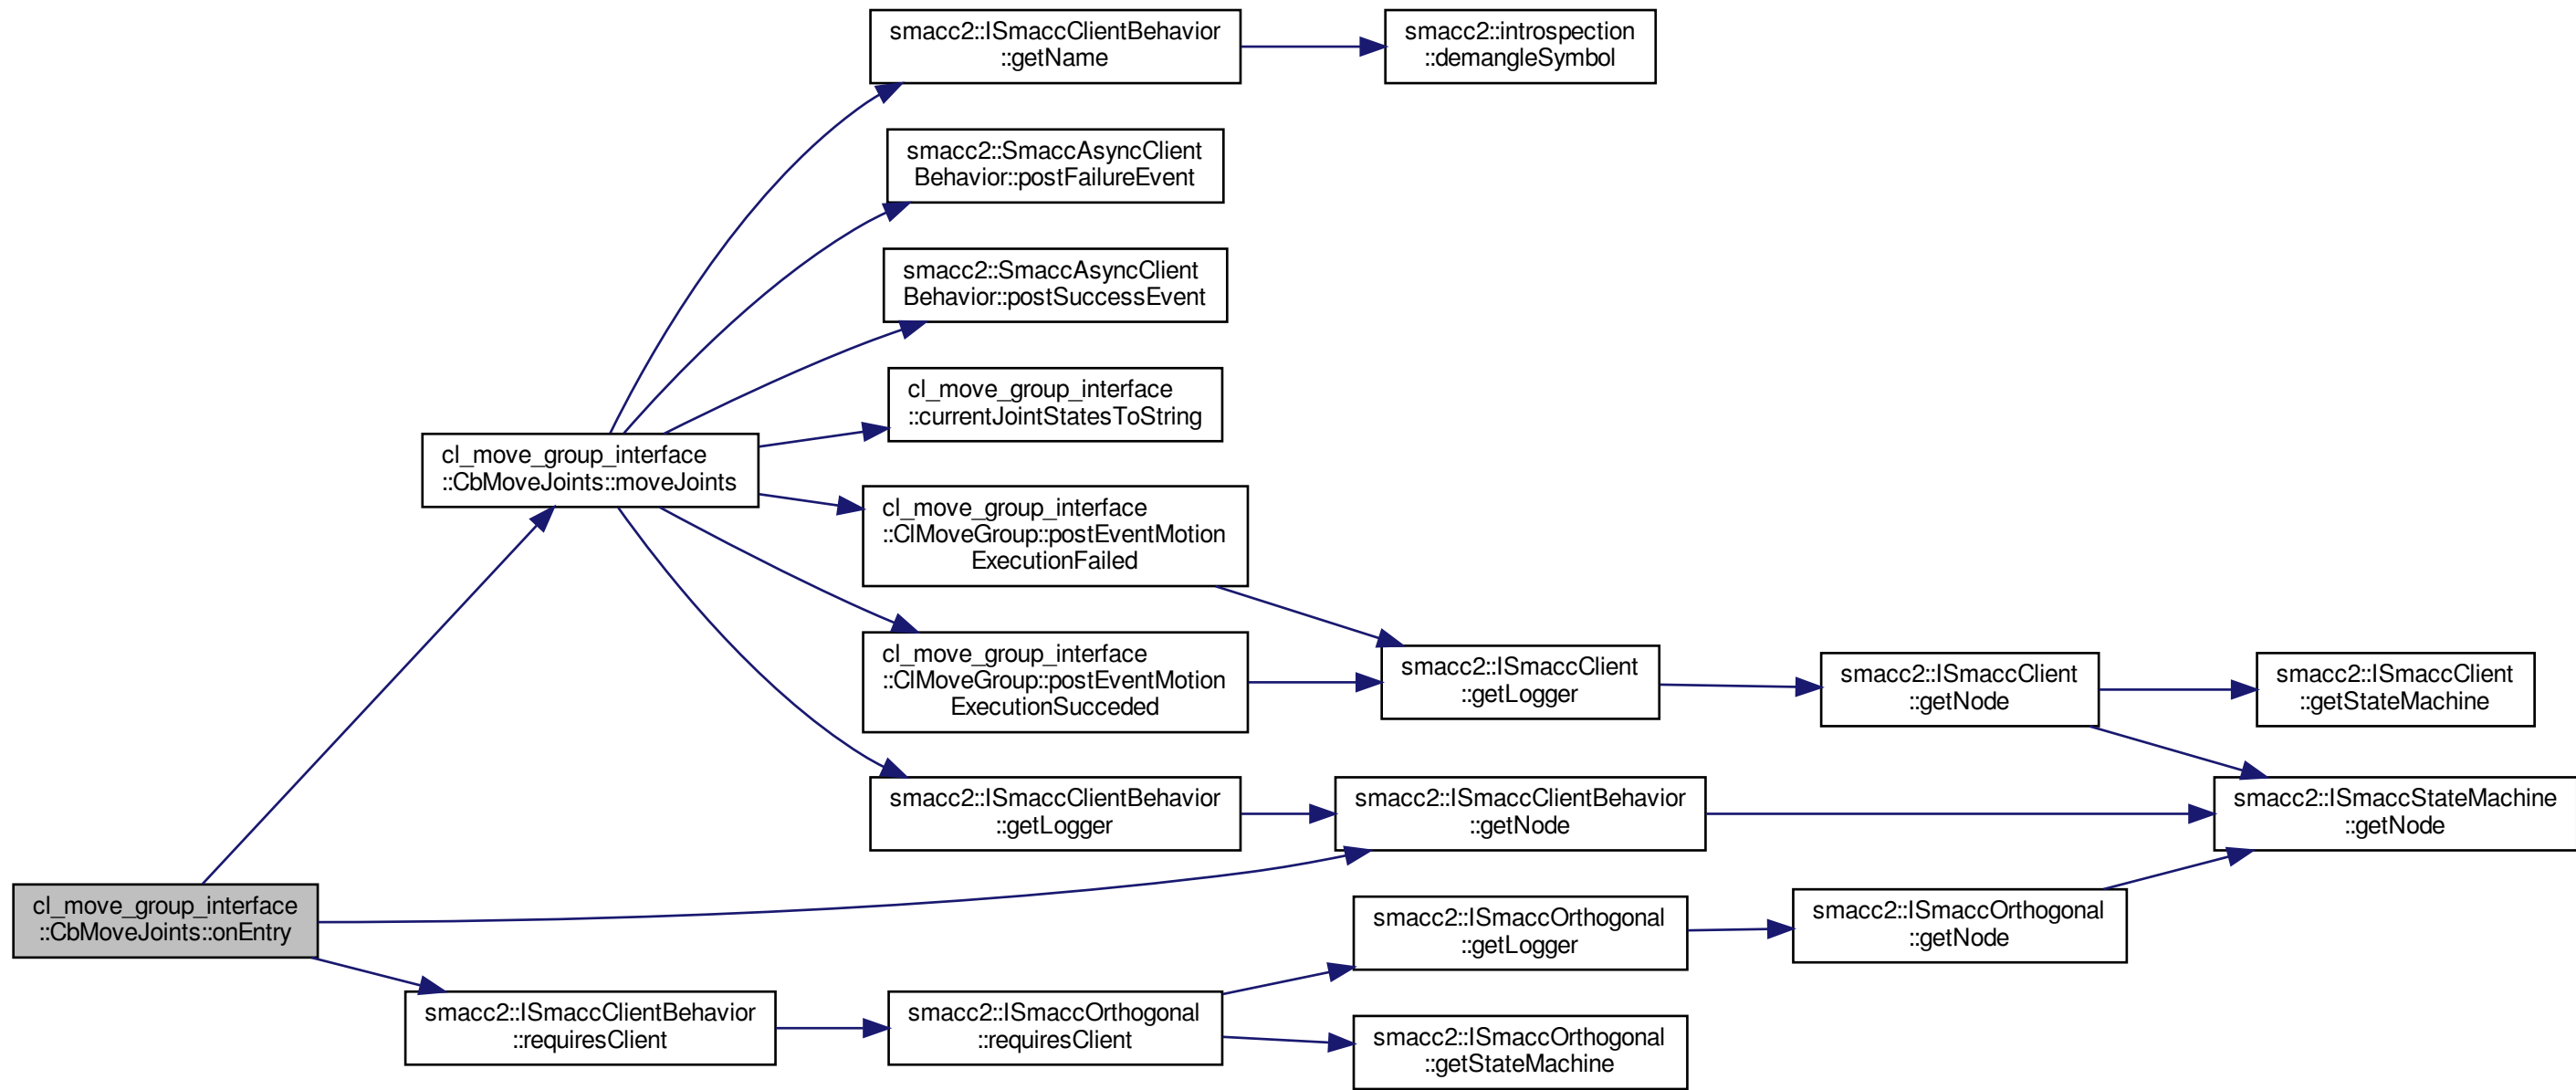 smacc2::ISmaccClientBehavior
::getName
smacc2::introspection
::demangleSymbol
smacc2::SmaccAsyncClient
Behavior::postFailureEvent
smacc2::SmaccAsyncClient
Behavior::postSuccessEvent
cl_move_group_interface
::currentJointStatesToString
cl_move_group_interface
::CbMoveJoints::moveJoints
cl_move_group_interface
::ClMoveGroup::postEventMotion
ExecutionFailed
cl_move_group_interface
::ClMoveGroup::postEventMotion
ExecutionSucceded
smacc2::ISmaccClient
::getLogger
smacc2::ISmaccClient
::getNode
smacc2::ISmaccClient
::getStateMachine
smacc2::ISmaccClientBehavior
::getLogger
smacc2::ISmaccClientBehavior
::getNode
smacc2::ISmaccStateMachine
::getNode
cl_move_group_interface
::CbMoveJoints::onEntry
smacc2::ISmaccOrthogonal
::getLogger
smacc2::ISmaccOrthogonal
::getNode
smacc2::ISmaccClientBehavior
::requiresClient
smacc2::ISmaccOrthogonal
::requiresClient
smacc2::ISmaccOrthogonal
::getStateMachine